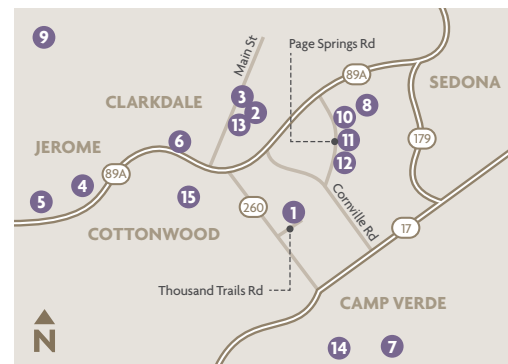 9
Main St
Page Springs Rd
89A
SEDONA
3
2
13
CLARKDALE
10
8
11
12
6
179
JEROME
89A
4
5
15
260
1
Cornville Rd
17
COTTONWOOD
Thousand Trails Rd
CAMP VERDE
N
14
7